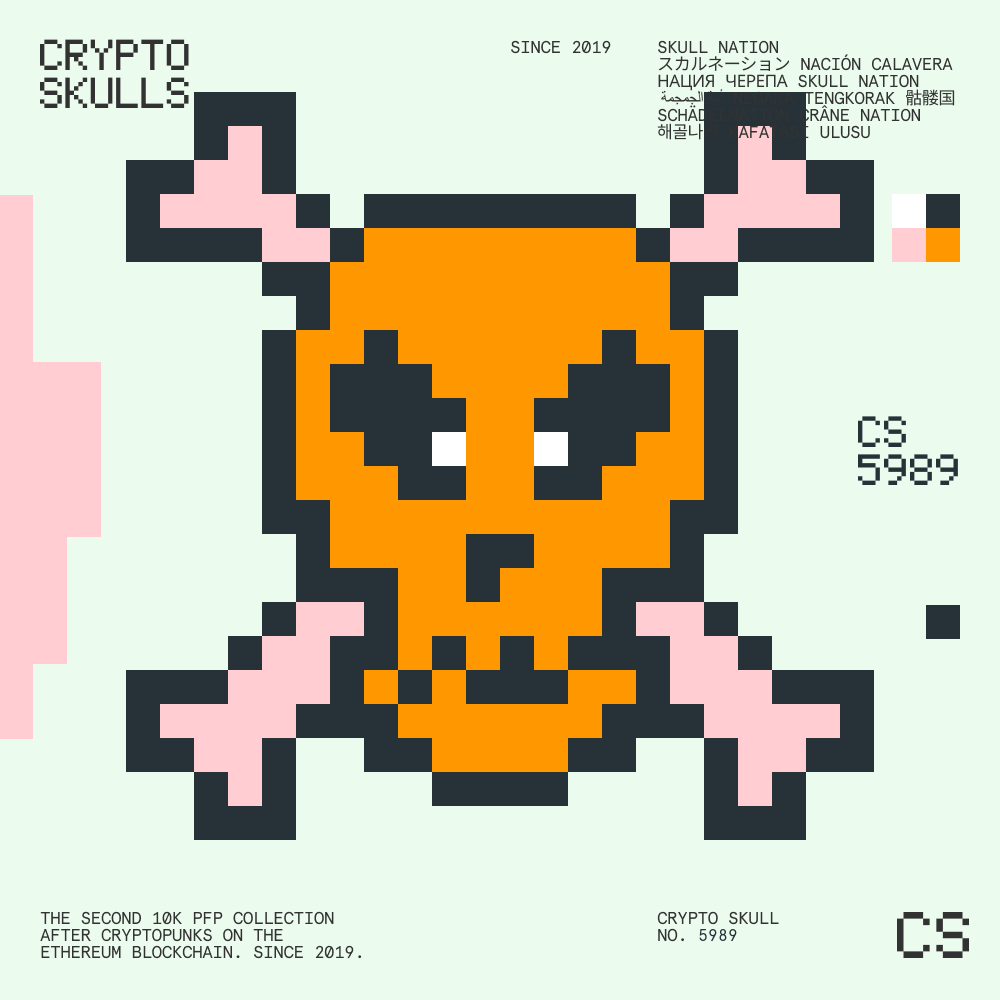 CRYPTO
SKULLS
SINCE 2019
SKULL NATION
スカルネーション NACIÓN CALAVERA
НАЦИЯ ЧЕРЕПА SKULL NATION
الجمجمة TENGKORAK 骷髅国
NATION CRÂNE NATION
해골나 ULUSU
CS
5989
THE SECOND 10K PFP COLLECTION
AFTER CRYPTOPUNKS ON THE
ETHEREUM BLOCKCHAIN. SINCE 2019.
CRYPTO SKULL
NO. 5989
CS